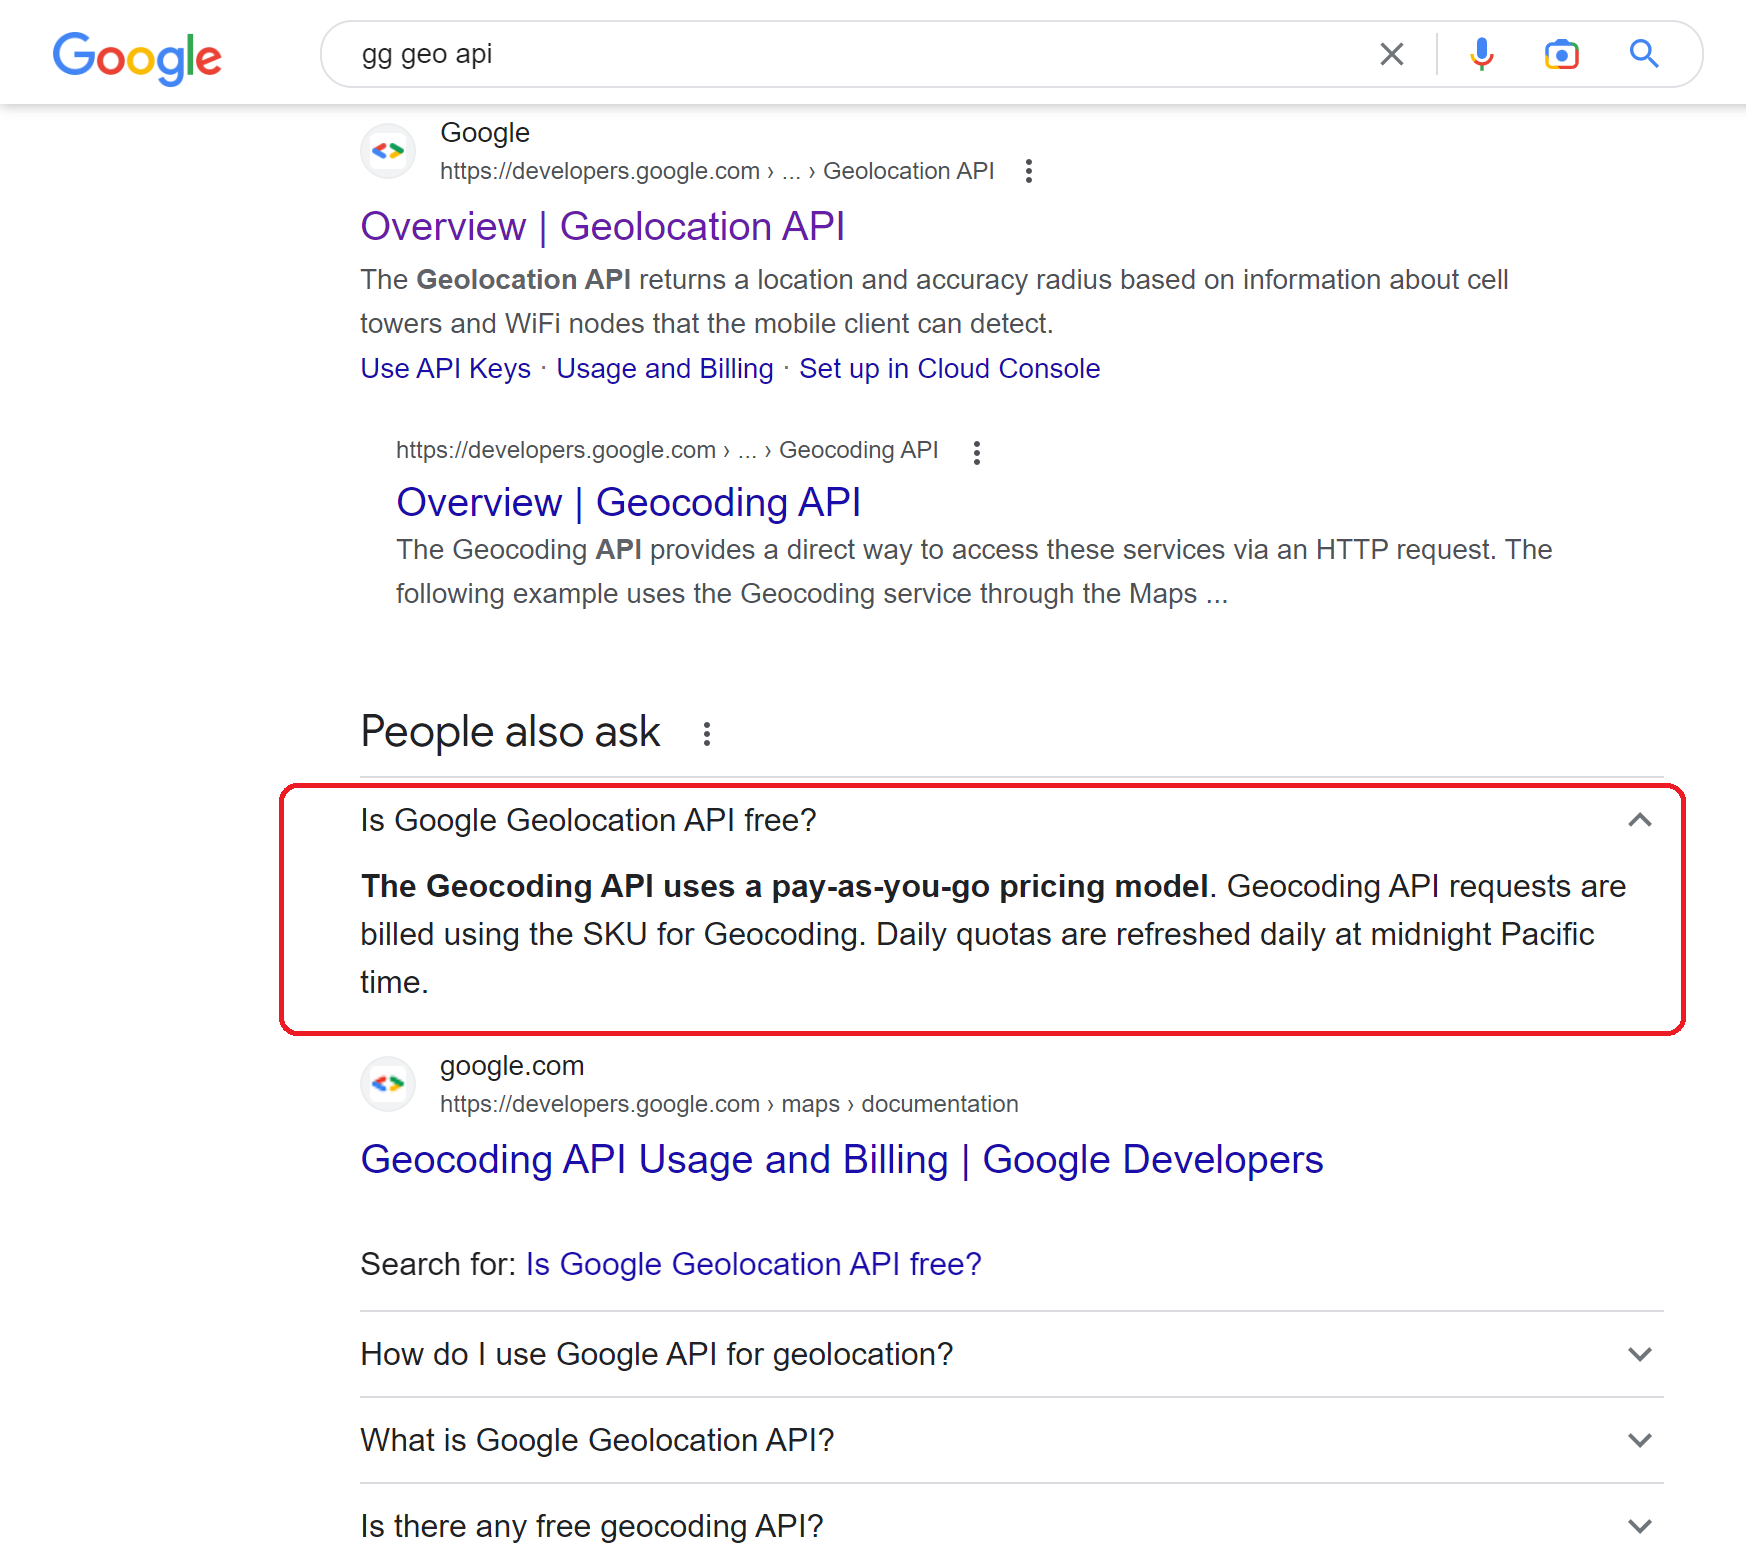 Google
gg geo api
Google
https://developers.google.com › ... › Geolocation API
Overview | Geolocation API
The Geolocation API returns a location and accuracy radius based on information about cell
towers and WiFi nodes that the mobile client can detect.
Use API Keys · Usage and Billing · Set up in Cloud Console
https://developers.google.com › ... › Geocoding API
Overview | Geocoding API
The Geocoding API provides a direct way to access these services via an HTTP request. The
following example uses the Geocoding service through the Maps ...
People also ask
Is Google Geolocation API free?
The Geocoding API uses a pay-as-you-go pricing model. Geocoding API requests are
billed using the SKU for Geocoding. Daily quotas are refreshed daily at midnight Pacific
time.
google.com
https://developers.google.com › maps › documentation
Geocoding API Usage and Billing | Google Developers
Search for: Is Google Geolocation API free?
How do I use Google API for geolocation?
What is Google Geolocation API?
Is there any free geocoding API?